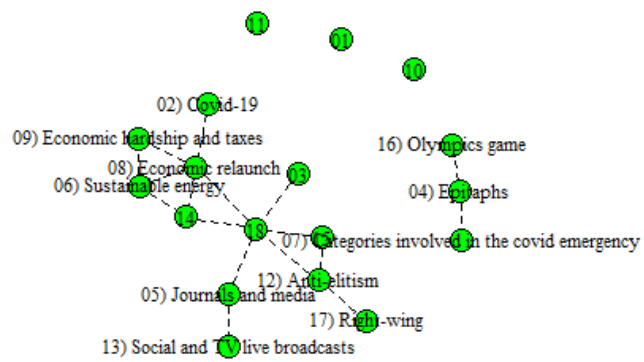 11
01
10
02) Covid-19
09) Economic hardship and taxes
16) Olympics game
08) Economic relaunch
03
06) Sustainable energy
04) Epitaphs
14
18
07) Categories involved in the covid emergency
12) Anti-elitism
05) Journals and media
17) Right-wing
13) Social and TV live broadcasts